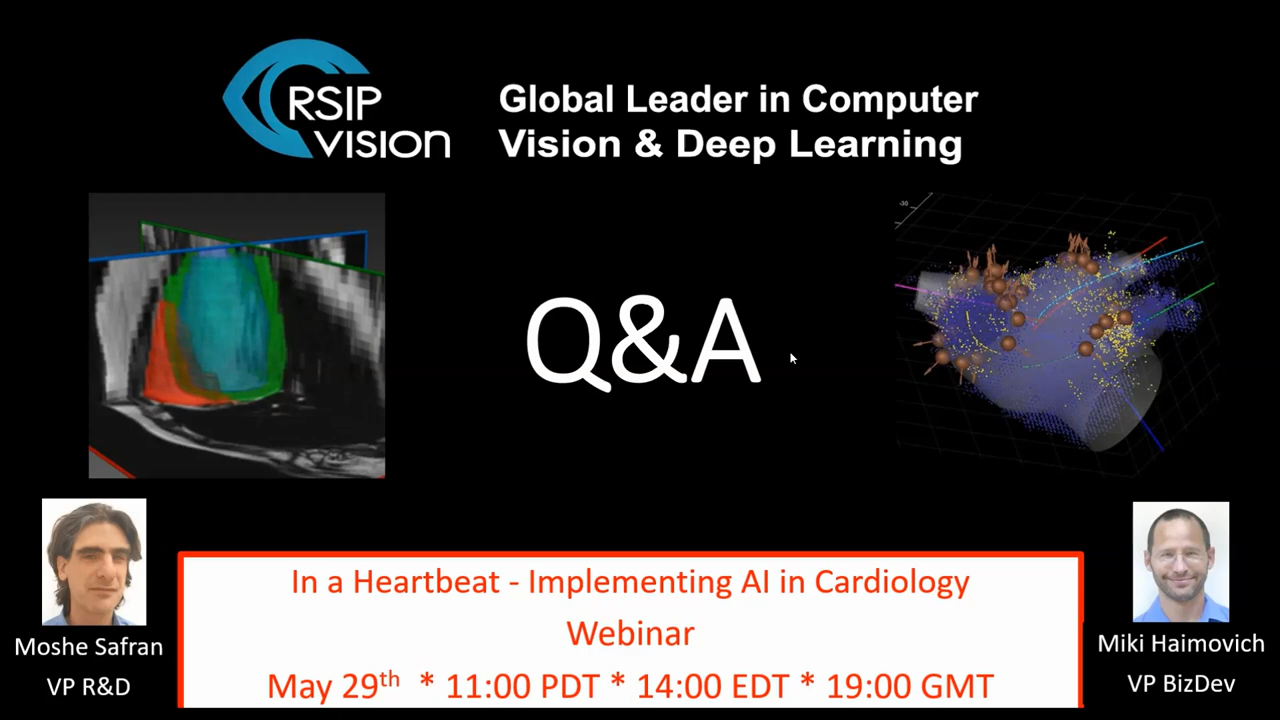 RSIP
VISION
Global Leader in Computer
Vision & Deep Learning
-30
Q&A
Moshe Safran
VP R&D
In a Heartbeat - Implementing AI in Cardiology
Webinar
May 29th * 11:00 PDT * 14:00 EDT * 19:00 GMT
Miki Haimovich
VP BizDev